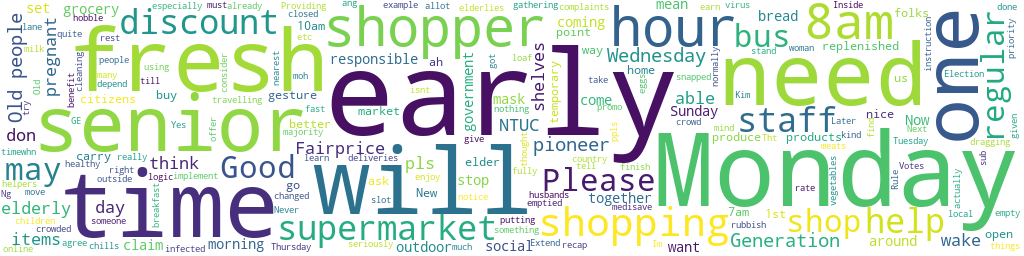 hobble especially must already Providing ang example allot elderlies gathering complaints earn virus Inside set grocery bread folks 10am done
lane discount shopper closed hour mean 8am priority
Old people pregnant etc coming bus replenished instruction
milk quite rest Wednesday point stand woman
fresh people responsible ah way Election
many using depend moh nearest shelves home us normally
try benefit cleaning till consider gesture government mask loaf eggs snapped able need one regular
citizens travelling temporary isnt take promo Kim
early
senior buy fast market NTUC come nothing Sunday crowd staff Now nice
don Yes offer better got Later Next given
GE majority Fairprice give pioneer mind produce Tht products kind find Tuesday
timewhn carry really learn deliveries elder country tell finish Monday meats dragging
may healthy right logic think Good pls thought ppls together vegetables Rule Votes actually sub
helpers outside implement go ask fully Please husbands rate
Ng move breakfast changed New enjoy slot stop emptied medisave
time will notice 7am 1st local empty
elderly day someone Never supermarket putting shopping shop help
children crowded morning outdoor social something Generation around open
items agree chills claim Thursday seriously much Extend recap Im want rubbish wake things
online infected